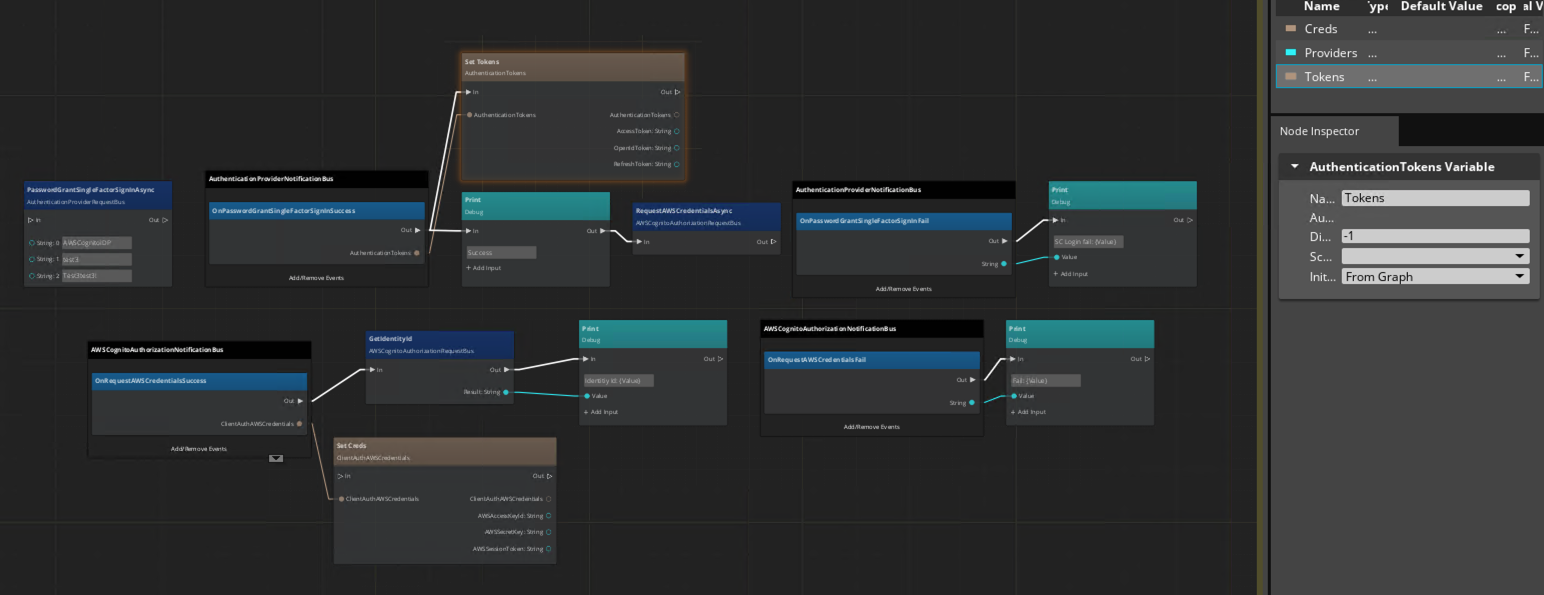 Set Tokens
AuthenticationTokens
In
Out
AuthenticationTokens
AuthenticationTokens
AccessToken: String
OpenIdToken: String
RefreshToken: String
PasswordGrantSingleFactorSignInAsync
AuthenticationProviderRequestBus
In
Out
String: 0 AWSCognitoIDP
String: 1 test3
String: 2
AuthenticationProviderNotificationBus
OnPasswordGrantSingleFactorSignInSuccess
Out
AuthenticationTokens
Add/Remove Events
Print
Debug
In
Out
Success
+ Add Input
RequestAWSCredentialsAsync
AWSCognitoAuthorizationRequestBus
In
Out
AuthenticationProviderNotificationBus
OnPasswordGrantSingleFactorSignInFail
Out
String
Add/Remove Events
Print
Debug
In
Out
SC Login fail: {Value}
Value
+ Add Input
AWSCognitoAuthorizationNotificationBus
OnRequestAWSCredentialsSuccess
Out
ClientAuthAWSCredentials
Add/Remove Events
GetIdentityId
AWSCognitoAuthorizationRequestBus
In
Out
Result: String
Print
Debug
In
Out
Identity Id: {Value}
Value
+ Add Input
AWSCognitoAuthorizationNotificationBus
OnRequestAWSCredentialsFail
Out
String
Add/Remove Events
Print
Debug
In
Out
Fail: {Value}
Value
+ Add Input
Set Creds
ClientAuthAWSCredentials
In
Out
ClientAuthAWSCredentials
ClientAuthAWSCredentials
AWSAccessKeyId: String
AWSSecretKey: String
AWSSessionToken: String
Name Type Default Value cop al V
Creds ... ... F...
Providers ... ... F...
Tokens ... ... F...
Node Inspector
AuthenticationTokens Variable
Na... Tokens
Au...
Di... -1
Sc...
Init... From Graph